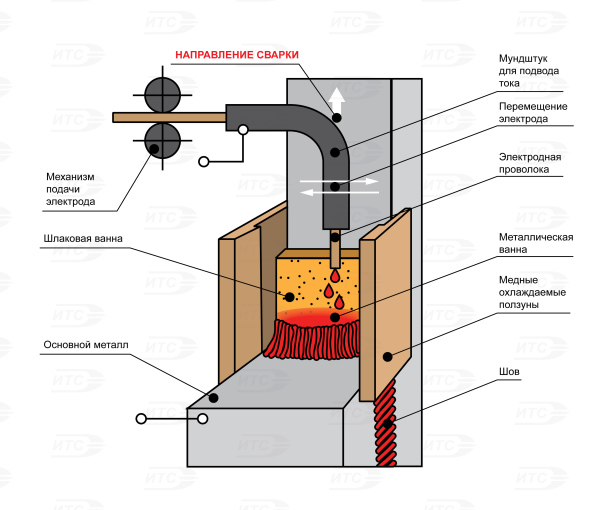 НАПРАВЛЕНИЕ СВАРКИ
Мундштук
для подвода
тока
Перемещение
электрода
Электродная
проволока
Механизм
подачи
электрода
Шлаковая ванна
Металлическая
ванна
Медные
охлаждаемые
ползуны
Основной металл
Шов
ИТС